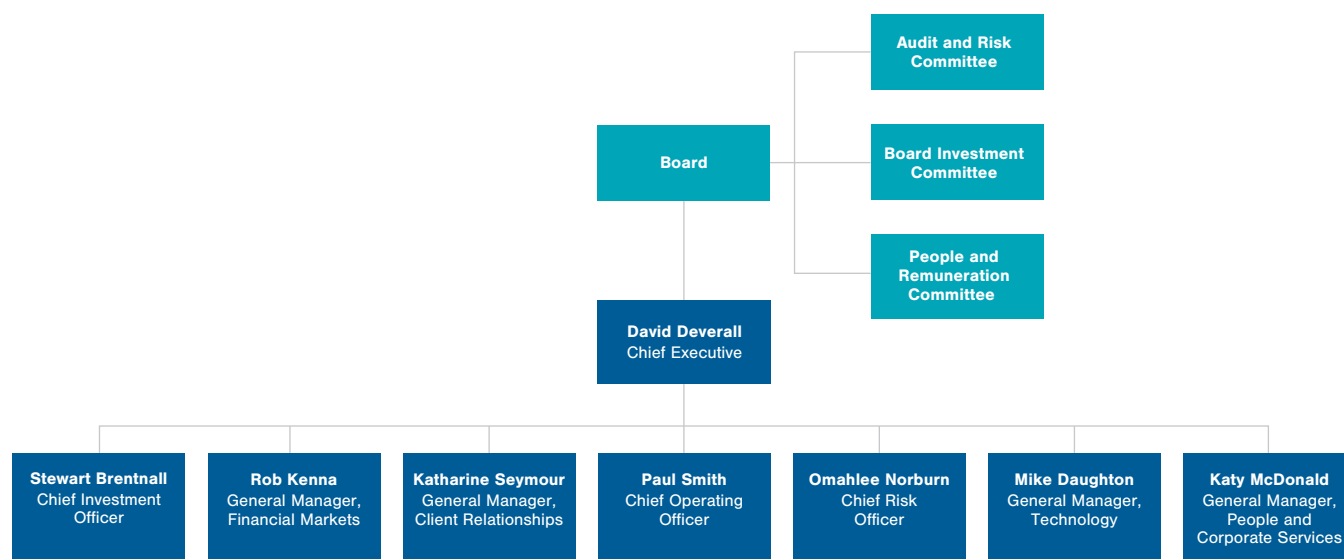 Audit and Risk
Committee
Board
Board Investment
Committee
People and
Remuneration
Committee
David Deverall
Chief Executive
Stewart Brentnall
Chief Investment
Officer
Rob Kenna
General Manager,
Financial Markets
Katharine Seymour
General Manager,
Client Relationships
Paul Smith
Chief Operating
Officer
Omahlee Norburn
Chief Risk
Officer
Mike Daughton
General Manager,
Technology
Katy McDonald
General Manager,
People and
Corporate Services